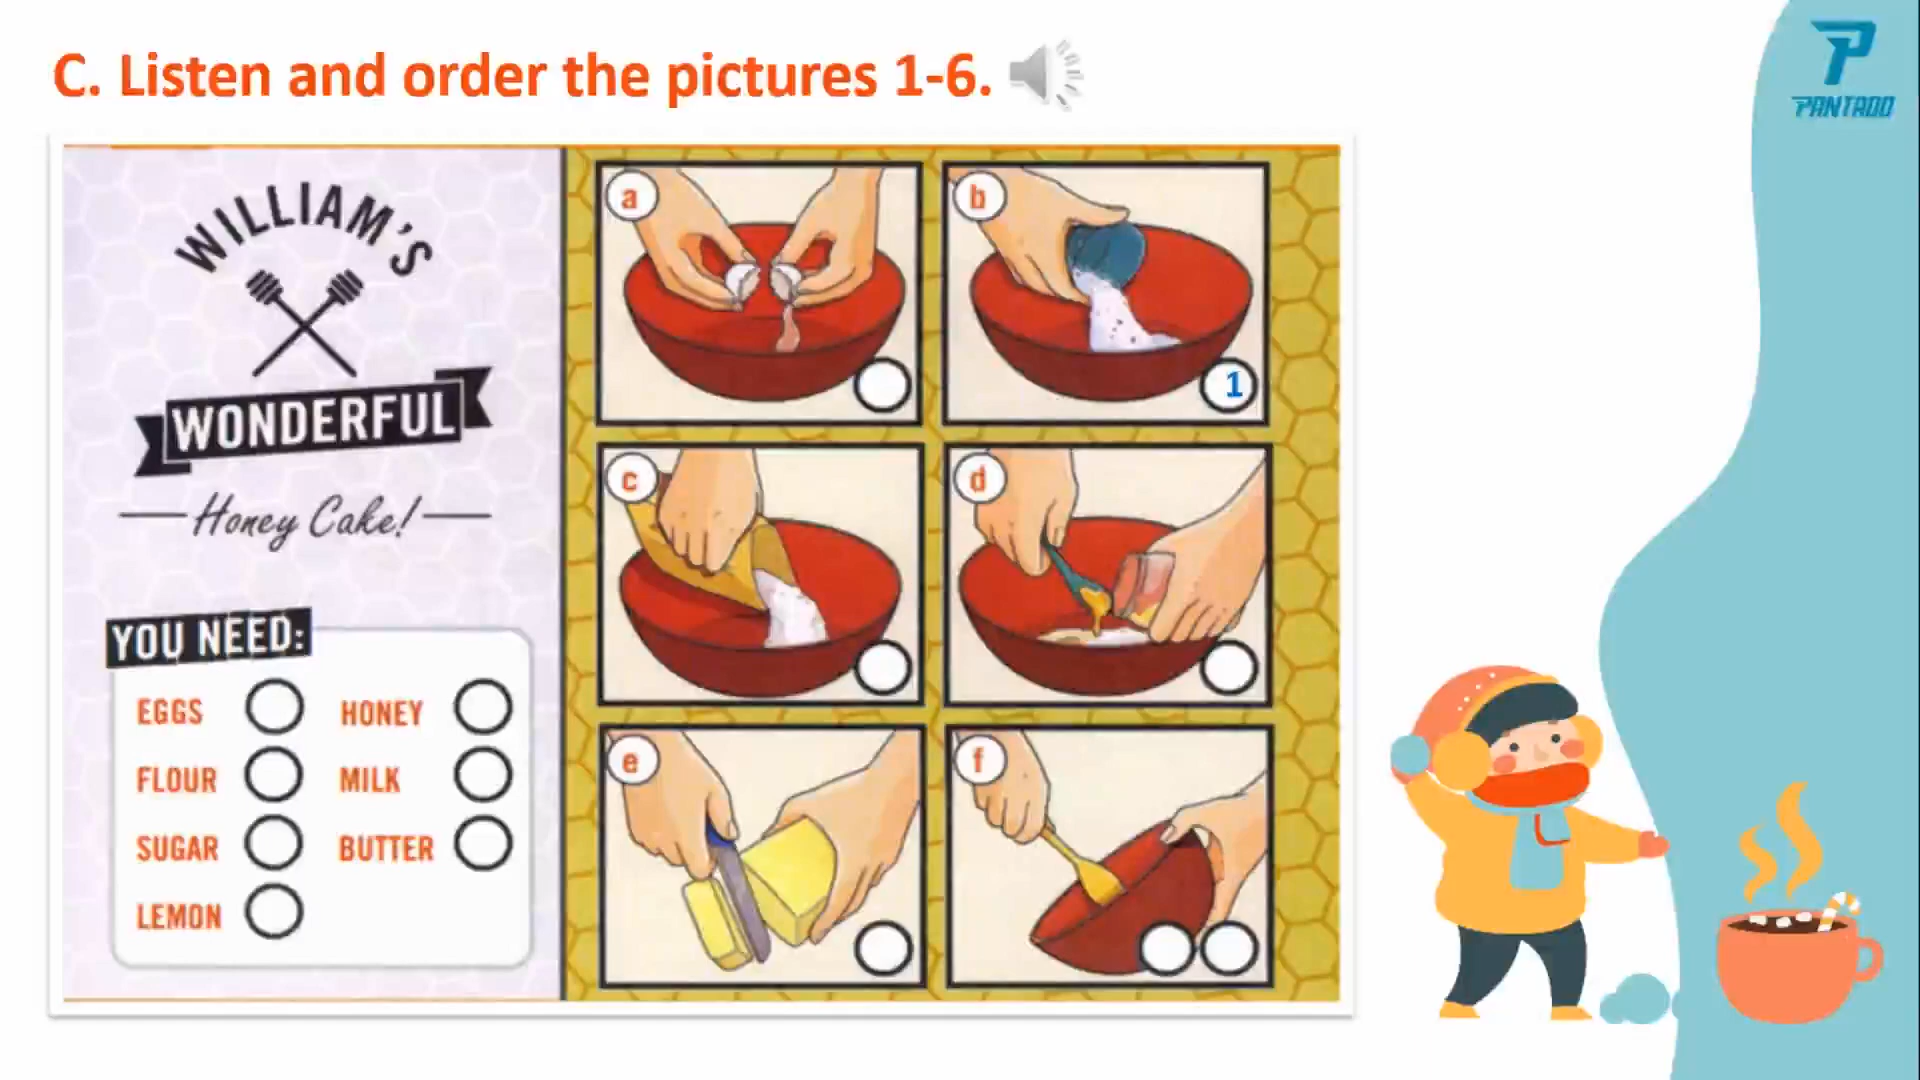 C. Listen and order the pictures 1-6.
PANTADO
WILLIAM'S
WONDERFUL
Honey Cake!
YOU NEED:
EGGS
HONEY
FLOUR
MILK
SUGAR
BUTTER
LEMON
a
b
1
c
d
e
f